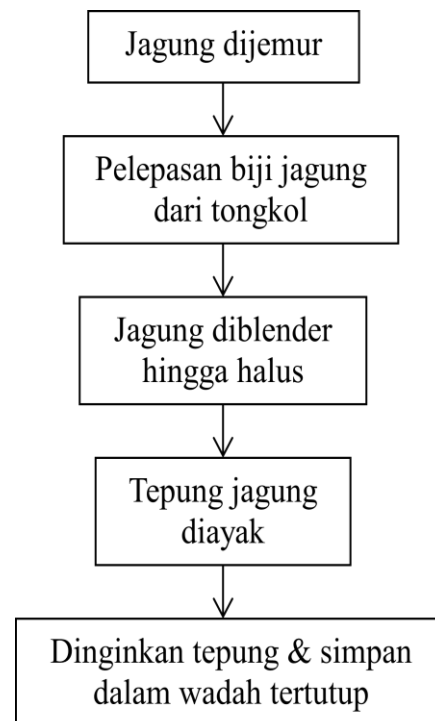 Jagung dijemur
Pelepasan biji jagung
dari tongkol
Jagung diblender
hingga halus
Tepung jagung
diayak
Dinginkan tepung & simpan
dalam wadah tertutup